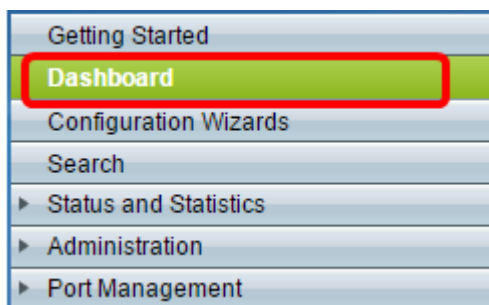 Getting Started
Dashboard
Configuration Wizards
Search
Status and Statistics
Administration
Port Management